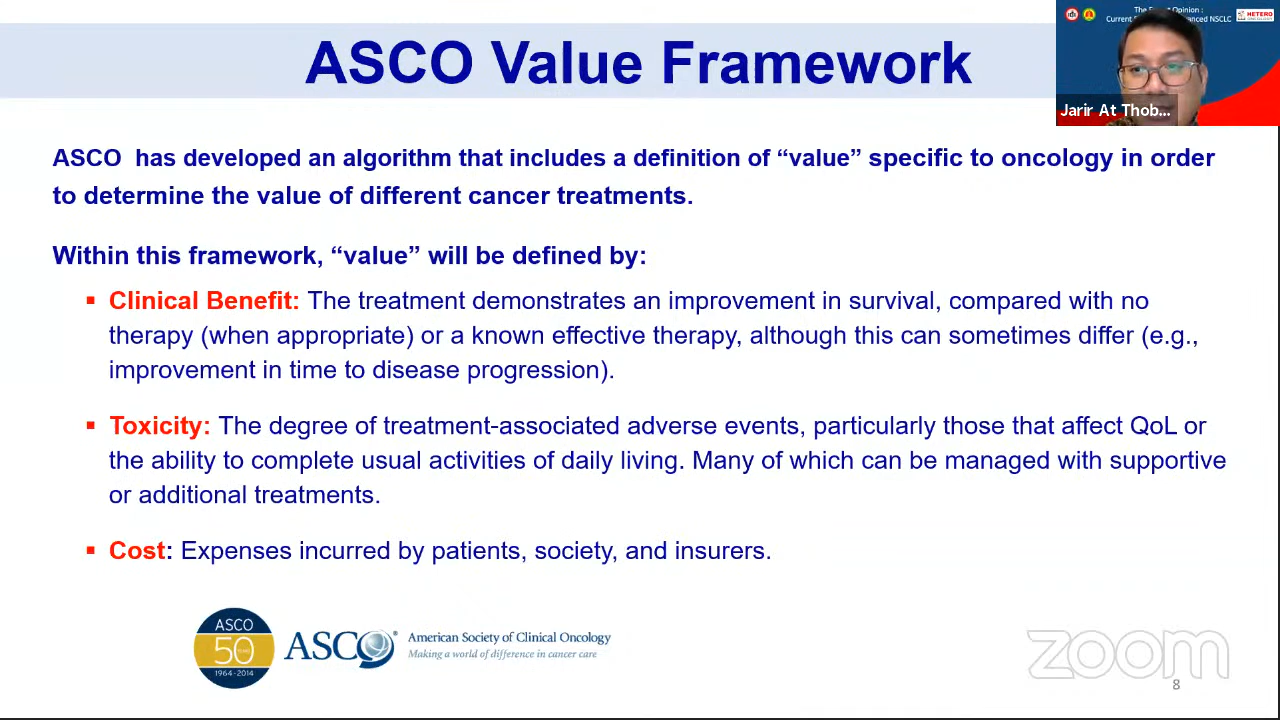 ASCO Value Framework
The Opinion :
Current anced NSCLC
HETERO
Jarir At Thob...
ASCO has developed an algorithm that includes a definition of “value” specific to oncology in order
to determine the value of different cancer treatments.
Within this framework, “value” will be defined by:
▪ Clinical Benefit: The treatment demonstrates an improvement in survival, compared with no
therapy (when appropriate) or a known effective therapy, although this can sometimes differ (e.g.,
improvement in time to disease progression).
▪ Toxicity: The degree of treatment-associated adverse events, particularly those that affect QoL or
the ability to complete usual activities of daily living. Many of which can be managed with supportive
or additional treatments.
▪ Cost: Expenses incurred by patients, society, and insurers.
ASCO
50
YEARS
1964-2014
ASCO®
American Society of Clinical Oncology
Making a world of difference in cancer care
zoom
8